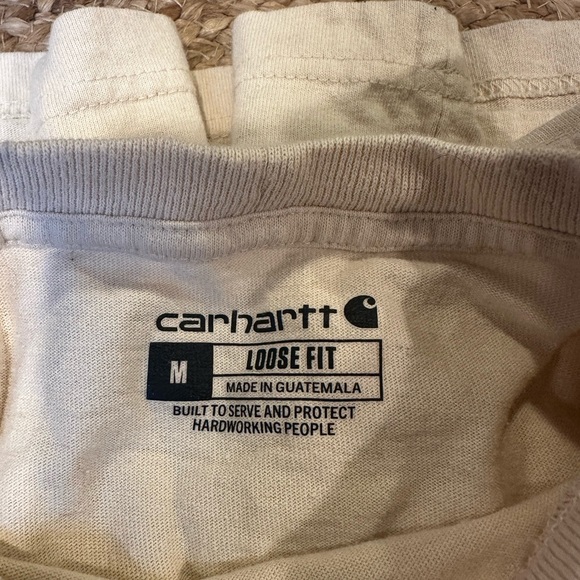 carhartt
M
LOOSE FIT
MADE IN GUATEMALA
BUILT TO SERVE AND PROTECT
HARDWORKING PEOPLE